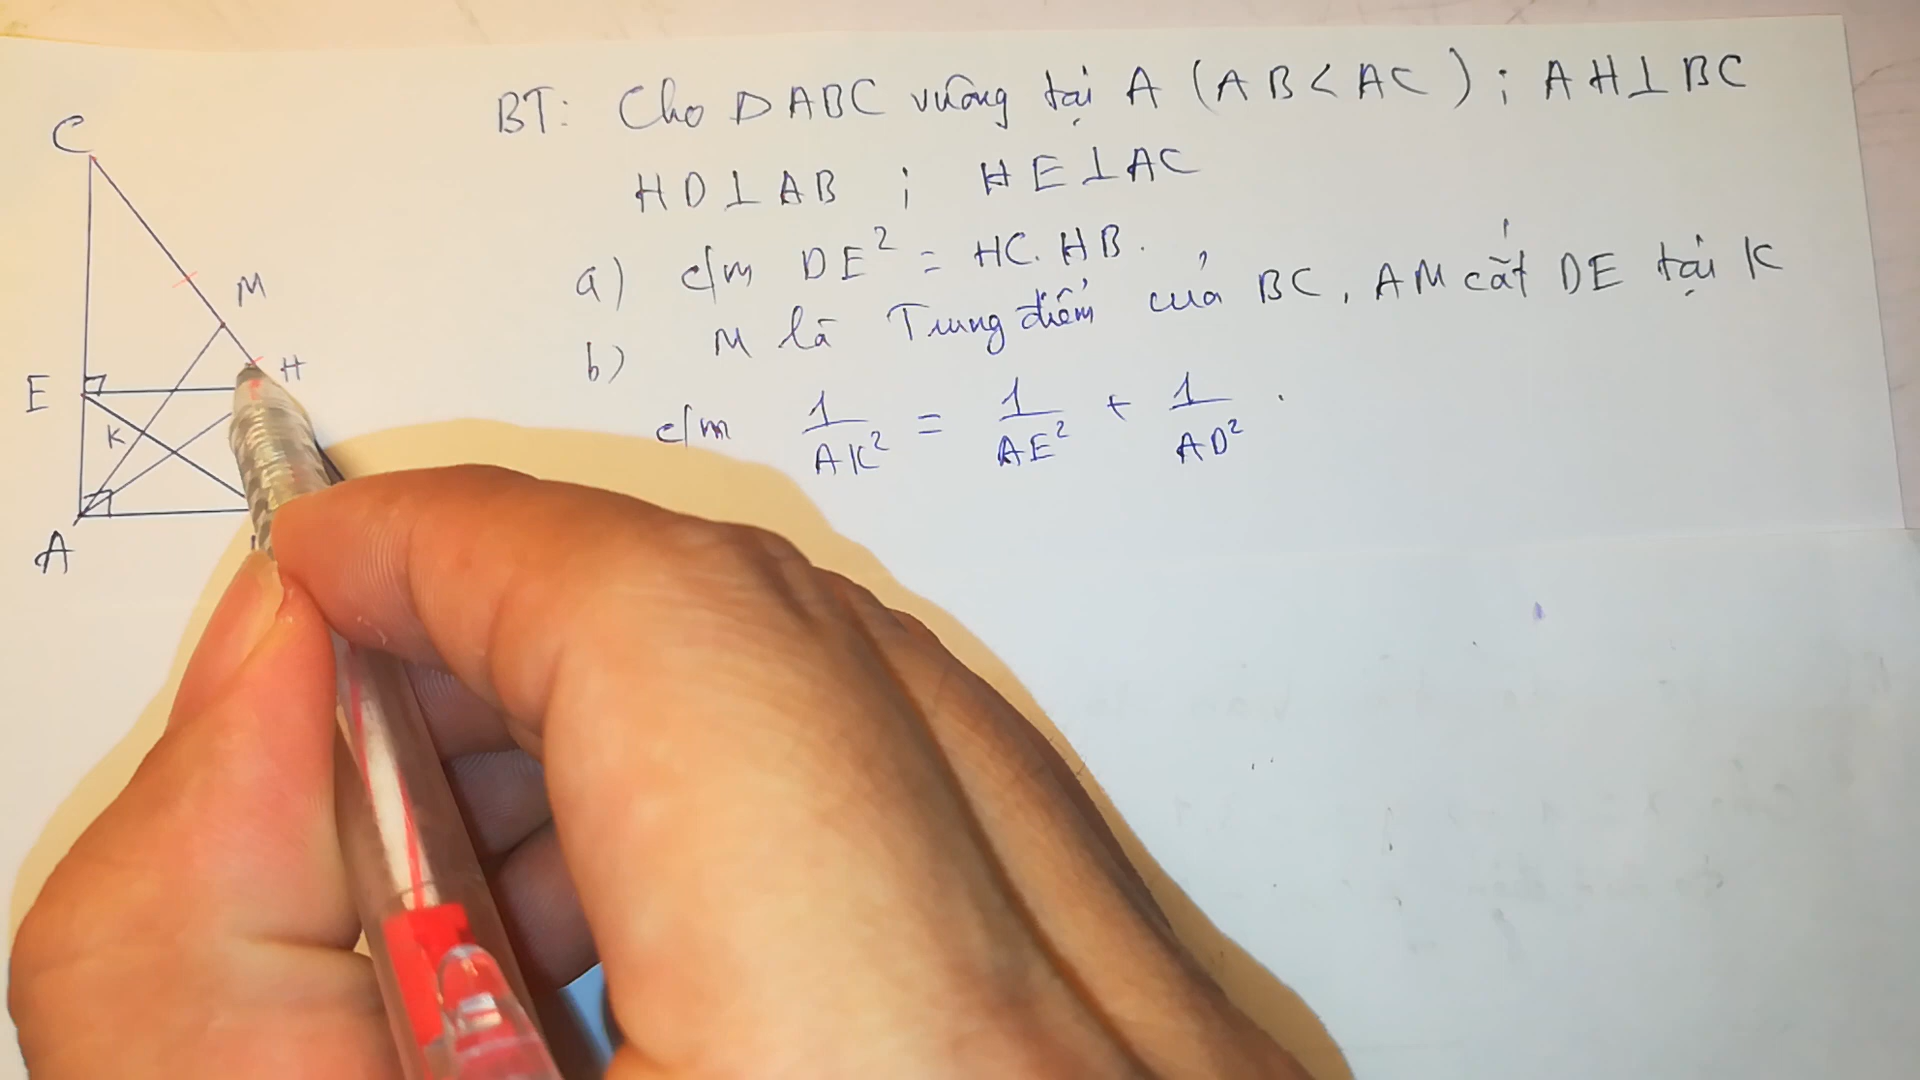 BT: Cho Δ ABC vuông tại A (AB < AC); AH ⊥ BC
HD ⊥ AB ; HE ⊥ AC
a) c/m DE² = HC. HB.
b) M là Trung điểm của BC, AM cắt DE tại K
c/m 1/AK² = 1/AE² + 1/AD².
C
M
H
E
K
A